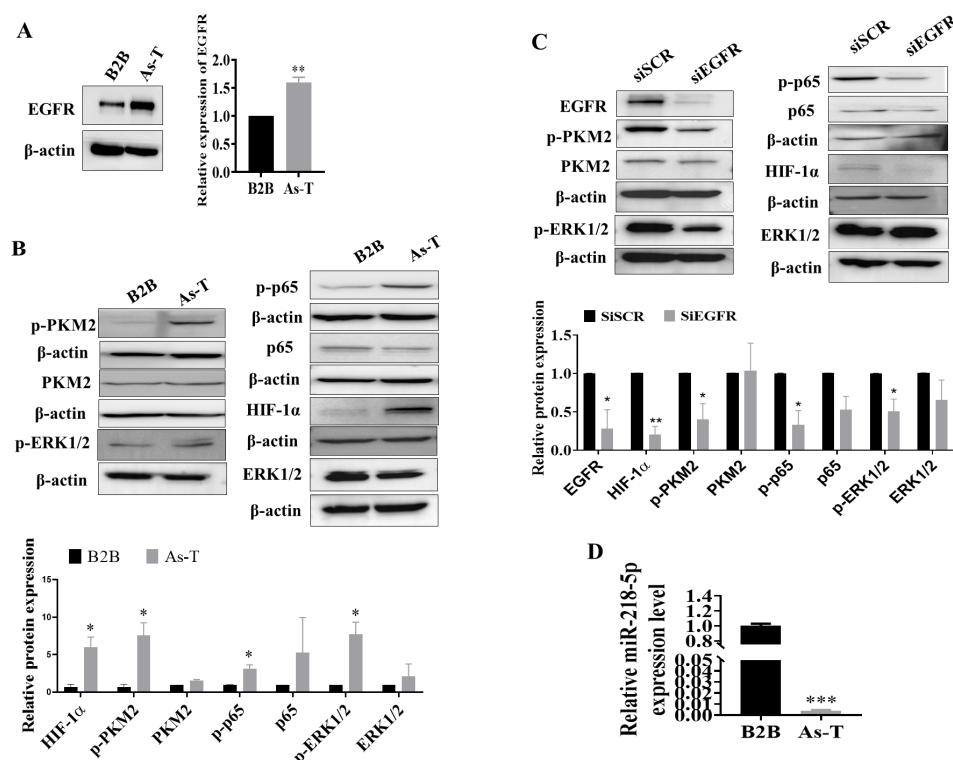 A
B2B As-T
EGFR
β-actin
Relative expression of EGFR
2.0
1.5
1.0
0.5
0.0
**
B2B As-T
B
B2B As-T
p-PKM2
β-actin
PKM2
β-actin
p-ERK1/2
β-actin
B2B As-T
p-p65
β-actin
p65
β-actin
HIF-1α
β-actin
ERK1/2
β-actin
B2B As-T
Relative protein expression
15
10
5
0
* * * *
HIF-1α p-PKM2 PKM2 p-p65 p65 p-ERK1/2 ERK1/2
C
siSCR siEGFR
EGFR
p-PKM2
PKM2
β-actin
p-ERK1/2
β-actin
siSCR siEGFR
p-p65
p65
β-actin
HIF-1α
β-actin
ERK1/2
β-actin
SiSCR SiEGFR
Relative protein expression
1.5
1.0
0.5
0.0
* ** * * *
EGFR HIF-1α p-PKM2 PKM2 p-p65 p65 p-ERK1/2 ERK1/2
D
Relative miR-218-5p
expression level
1.4
1.2
1.0
0.8
0.05
0.04
0.03
0.02
0.01
0.00
***
B2B As-T